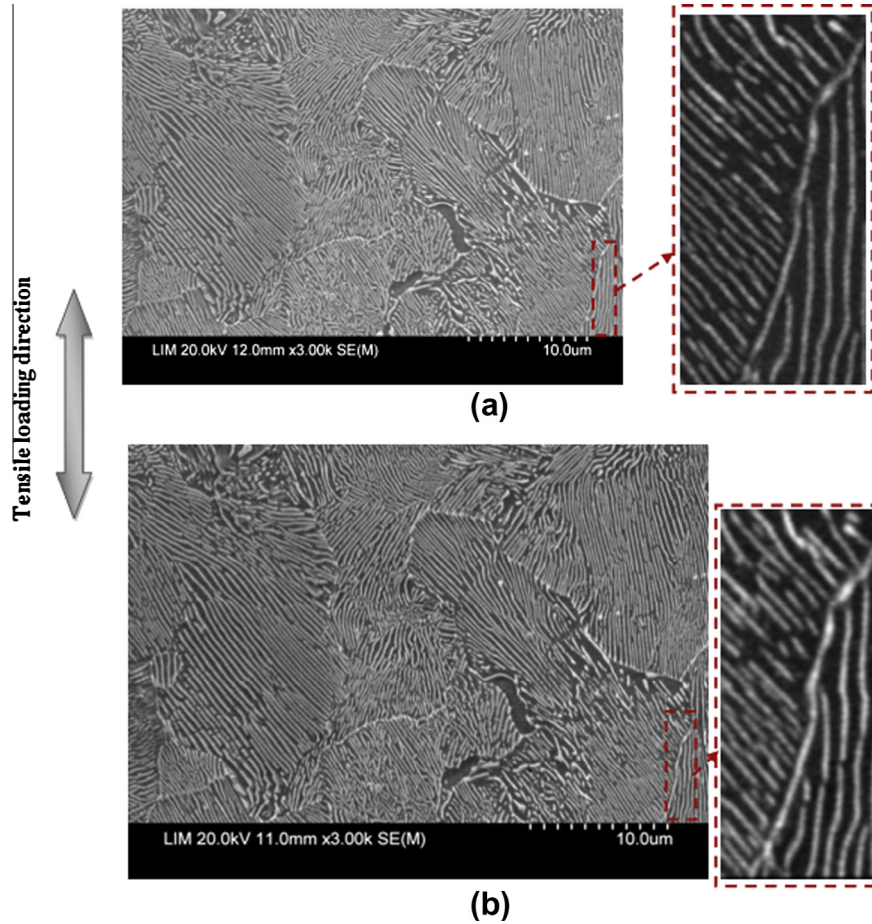 Tensile loading direction
LIM 20.0kV 12.0mm x3.00k SE(M)
10.0um
(a)
LIM 20.0kV 11.0mm x3.00k SE(M)
10.0um
(b)